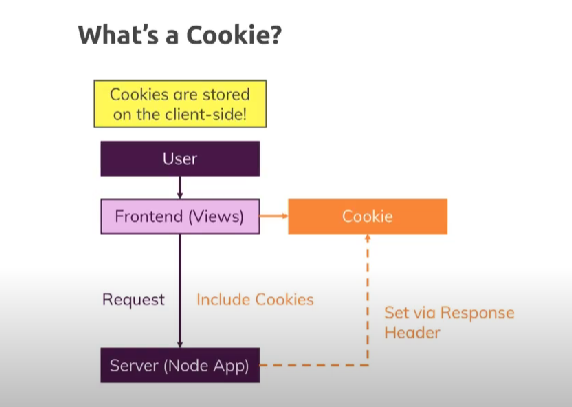 What's a Cookie?
Cookies are stored
on the client-side!
User
Frontend (Views)
Cookie
Request
Include Cookies
Set via Response
Header
Server (Node App)